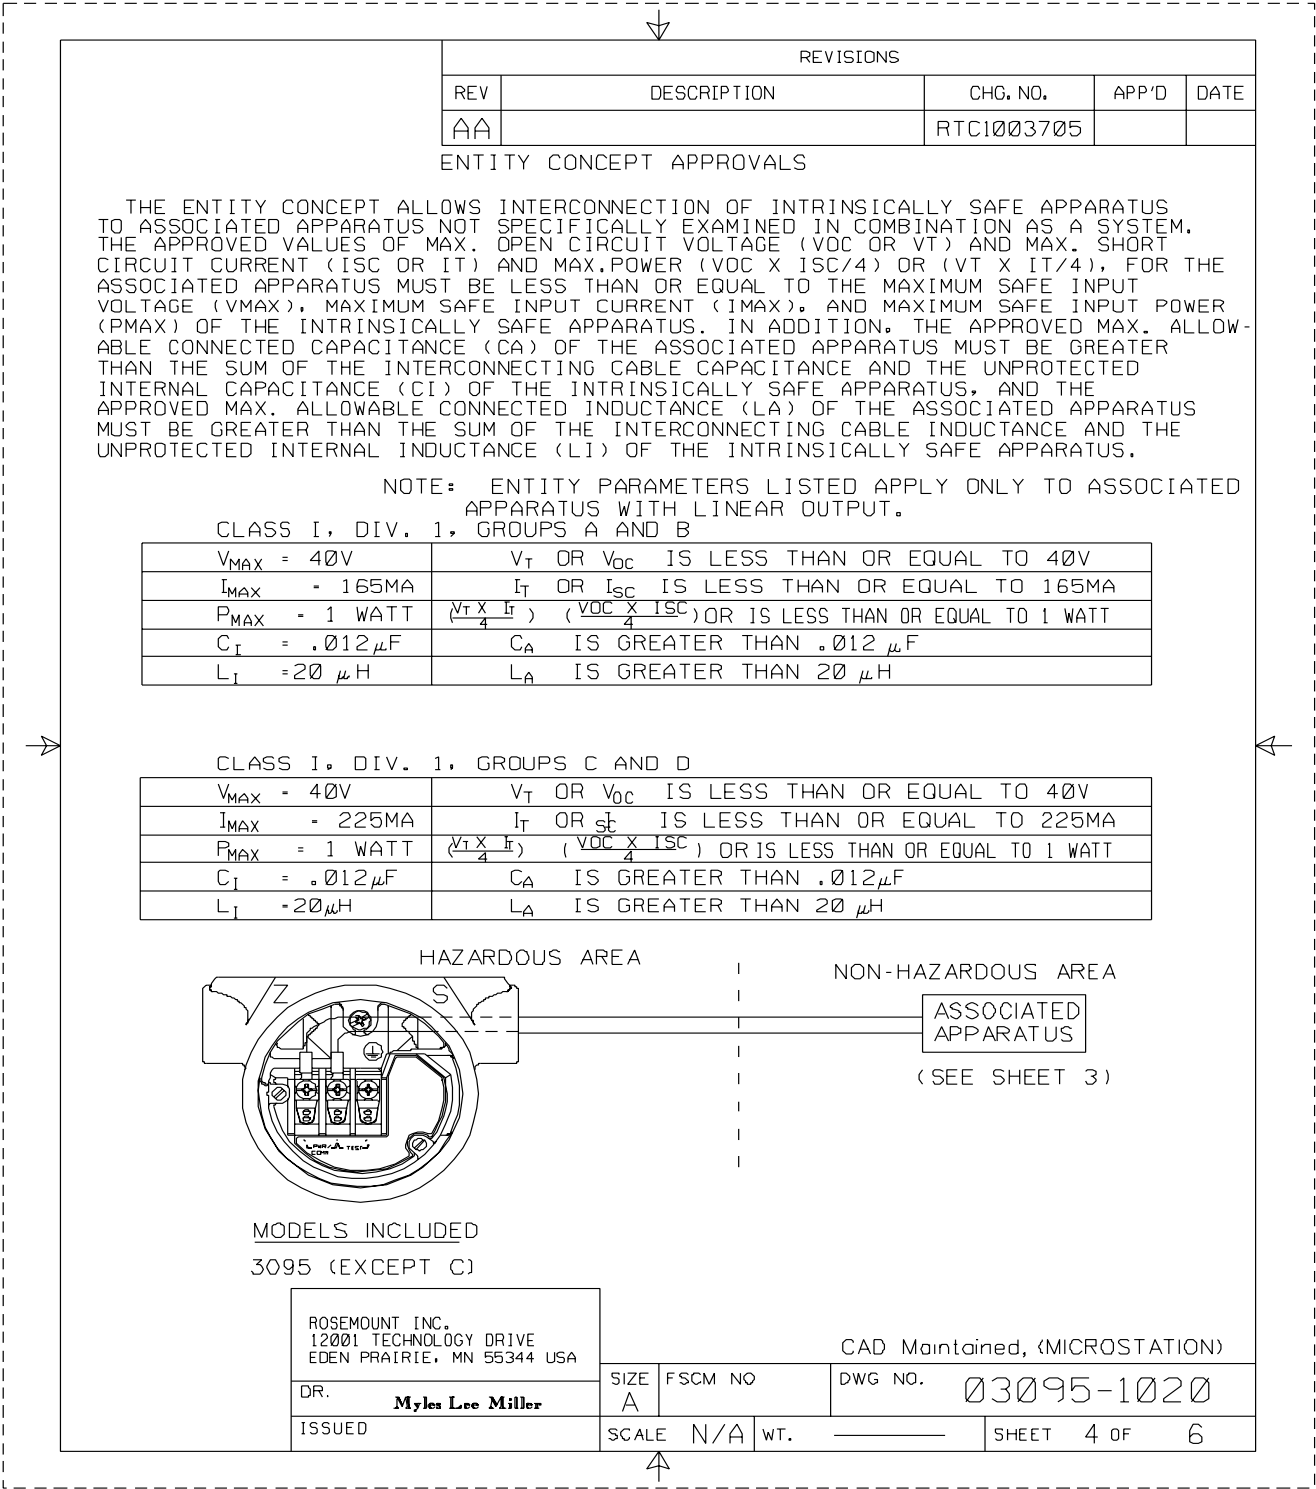 REVISIONS
REV DESCRIPTION CHG. NO. APP'D DATE
AA RTC1003705
ENTITY CONCEPT APPROVALS
THE ENTITY CONCEPT ALLOWS INTERCONNECTION OF INTRINSICALLY SAFE APPARATUS
TO ASSOCIATED APPARATUS NOT SPECIFICALLY EXAMINED IN COMBINATION AS A SYSTEM.
THE APPROVED VALUES OF MAX. OPEN CIRCUIT VOLTAGE (VOC OR VT) AND MAX. SHORT
CIRCUIT CURRENT (ISC OR IT) AND MAX.POWER (VOC X ISC/4) OR (VT X IT/4), FOR THE
ASSOCIATED APPARATUS MUST BE LESS THAN OR EQUAL TO THE MAXIMUM SAFE INPUT
VOLTAGE (VMAX), MAXIMUM SAFE INPUT CURRENT (IMAX), AND MAXIMUM SAFE INPUT POWER
(PMAX) OF THE INTRINSICALLY SAFE APPARATUS. IN ADDITION, THE APPROVED MAX. ALLOW-
ABLE CONNECTED CAPACITANCE (CA) OF THE ASSOCIATED APPARATUS MUST BE GREATER
THAN THE SUM OF THE INTERCONNECTING CABLE CAPACITANCE AND THE UNPROTECTED
INTERNAL CAPACITANCE (CI) OF THE INTRINSICALLY SAFE APPARATUS, AND THE
APPROVED MAX. ALLOWABLE CONNECTED INDUCTANCE (LA) OF THE ASSOCIATED APPARATUS
MUST BE GREATER THAN THE SUM OF THE INTERCONNECTING CABLE INDUCTANCE AND THE
UNPROTECTED INTERNAL INDUCTANCE (LI) OF THE INTRINSICALLY SAFE APPARATUS.
NOTE: ENTITY PARAMETERS LISTED APPLY ONLY TO ASSOCIATED
APPARATUS WITH LINEAR OUTPUT.
CLASS I, DIV. 1, GROUPS A AND B
VMAX = 40V VT OR VOC IS LESS THAN OR EQUAL TO 40V
IMAX = 165MA IT OR ISC IS LESS THAN OR EQUAL TO 165MA
PMAX = 1 WATT (VT X IT/4) (VOC X ISC/4) OR IS LESS THAN OR EQUAL TO 1 WATT
CI = .012µF CA IS GREATER THAN .012 µF
LI =20 µH LA IS GREATER THAN 20 µH
CLASS I, DIV. 1, GROUPS C AND D
VMAX = 40V VT OR VOC IS LESS THAN OR EQUAL TO 40V
IMAX = 225MA IT OR ISC IS LESS THAN OR EQUAL TO 225MA
PMAX = 1 WATT (VT X IT/4) (VOC X ISC/4) OR IS LESS THAN OR EQUAL TO 1 WATT
CI = .012µF CA IS GREATER THAN .012µF
LI =20µH LA IS GREATER THAN 20 µH
HAZARDOUS AREA
NON-HAZARDOUS AREA
Z S
ASSOCIATED
APPARATUS
(SEE SHEET 3)
PWR/ TEST
COMM
MODELS INCLUDED
3095 (EXCEPT C)
ROSEMOUNT INC.
12001 TECHNOLOGY DRIVE
EDEN PRAIRIE, MN 55344 USA
CAD Maintained, (MICROSTATION)
DR. Myles Lee Miller
SIZE A FSCM NO DWG NO. 03095-1020
ISSUED
SCALE N/A WT. SHEET 4 OF 6